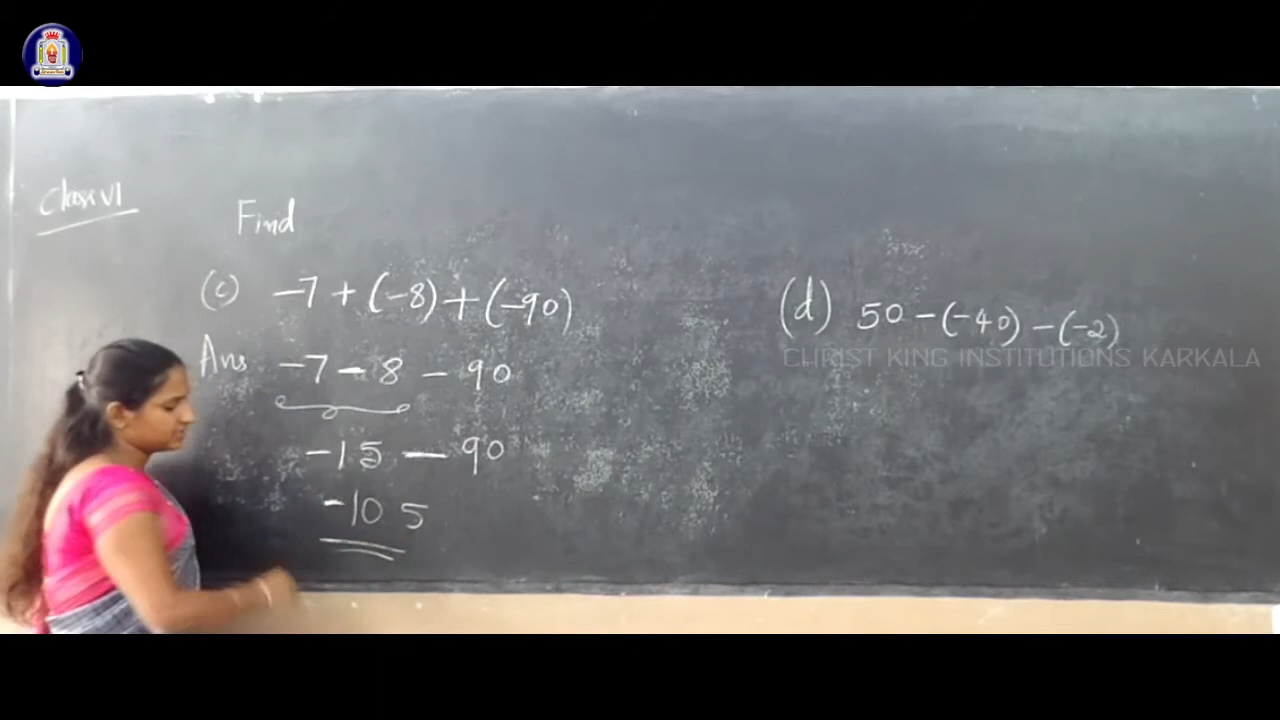 Class VI
Find
(c) -7 + (-8) + (-90)
Ans -7 - 8 - 90
-15 - 90
-105
(d) 50 - (-40) - (-2)
CHRIST KING INSTITUTIONS KARKALA